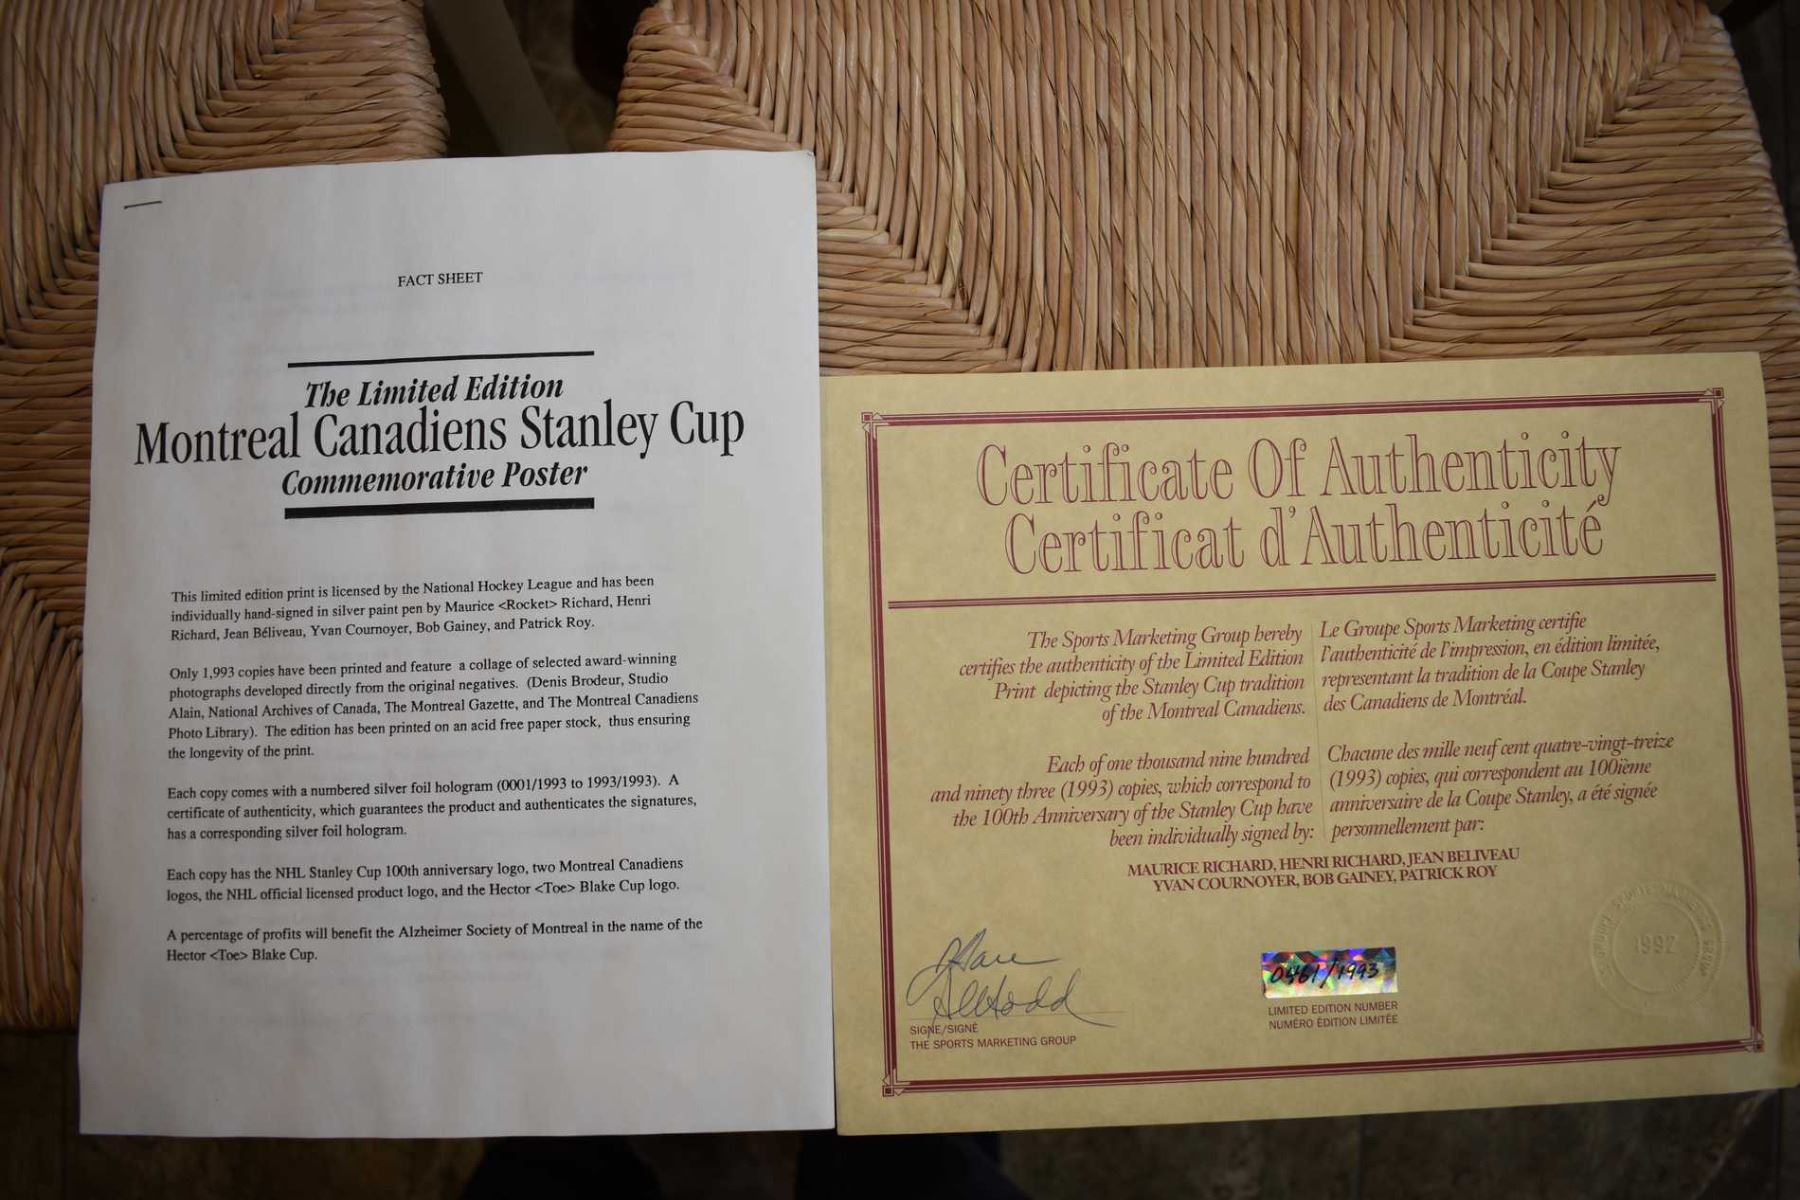 FACT SHEET
The Limited Edition
Montreal Canadiens Stanley Cup
Commemorative Poster
This limited edition print is licensed by the National Hockey League and has been
individually hand-signed in silver paint pen by Maurice <Rocket> Richard, Henri
Richard, Jean Béliveau, Yvan Cournoyer, Bob Gainey, and Patrick Roy.
Only 1,993 copies have been printed and feature a collage of selected award-winning
photographs developed directly from the original negatives. (Denis Brodeur, Studio
Alain, National Archives of Canada, The Montreal Gazette, and The Montreal Canadiens
Photo Library). The edition has been printed on an acid free paper stock, thus ensuring
the longevity of the print.
Each copy comes with a numbered silver foil hologram (0001/1993 to 1993/1993). A
certificate of authenticity, which guarantees the product and authenticates the signatures,
has a corresponding silver foil hologram.
Each copy has the NHL Stanley Cup 100th anniversary logo, two Montreal Canadiens
logos, the NHL official licensed product logo, and the Hector <Toe> Blake Cup logo.
A percentage of profits will benefit the Alzheimer Society of Montreal in the name of the
Hector <Toe> Blake Cup.
Certificate Of Authenticity
Certificat d'Authenticité
The Sports Marketing Group hereby
certifies the authenticity of the Limited Edition
Print depicting the Stanley Cup tradition
of the Montreal Canadiens.
Each of one thousand nine hundred
and ninety three (1993) copies, which correspond to
the 100th Anniversary of the Stanley Cup have
been individually signed by:
Le Groupe Sports Marketing certifie
l'authenticité de l'impression, en édition limitée,
representant la tradition de la Coupe Stanley
des Canadiens de Montréal.
Chacune des mille neuf cent quatre-vingt-treize
(1993) copies, qui correspondent au 100ième
anniversaire de la Coupe Stanley, a été signée
personnellement par:
MAURICE RICHARD, HENRI RICHARD, JEAN BELIVEAU
YVAN COURNOYER, BOB GAINEY, PATRICK ROY
SIGNE/SIGNÉ
THE SPORTS MARKETING GROUP
0461/1993
LIMITED EDITION NUMBER
NUMÉRO ÉDITION LIMITÉE
1992